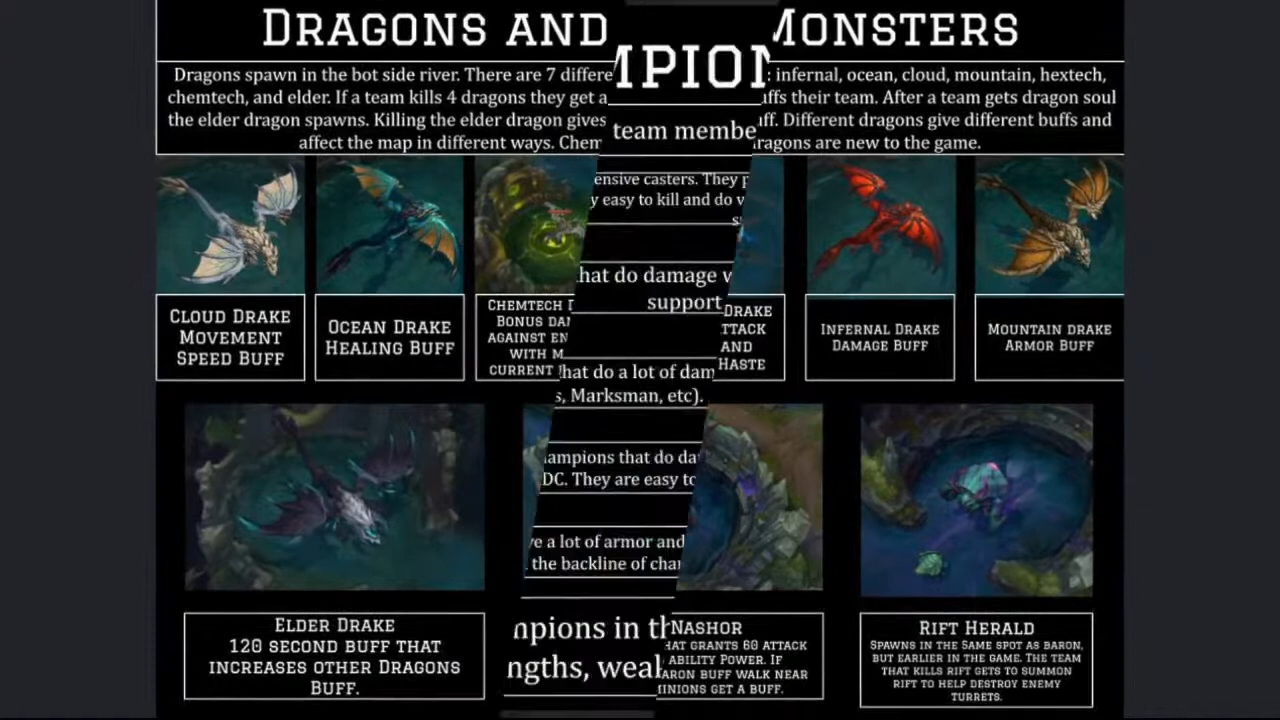 Dragons and
Monsters
MPION
Dragons spawn in the bot side river. There are 7 differe
: infernal, ocean, cloud, mountain, hextech,
chemtech, and elder. If a team kills 4 dragons they get a
uffs their team. After a team gets dragon soul
the elder dragon spawns. Killing the elder dragon gives
uff. Different dragons give different buffs and
affect the map in different ways. Chem
ragons are new to the game.
team membe
ensive casters. They p
y easy to kill and do v
hat do damage w
support
hat do a lot of dam
s, Marksman, etc).
ampions that do da
DC. They are easy to
ve a lot of armor and
the backline of cha
mpions in th
ngths, weal
Cloud Drake
Movement
Speed Buff
Ocean Drake
Healing Buff
Chemtech D
Bonus Da
against en
with m
current
Drake
ttack
and
Haste
Infernal Drake
Damage Buff
Mountain drake
Armor Buff
Elder Drake
120 second buff that
increases other Dragons
Buff.
Nashor
hat grants 60 attack
Ability Power. If
aron buff walk near
minions get a buff.
Rift Herald
Spawns in the same spot as baron,
but earlier in the game. The team
that kills rift gets to summon
rift to help destroy enemy
turrets.